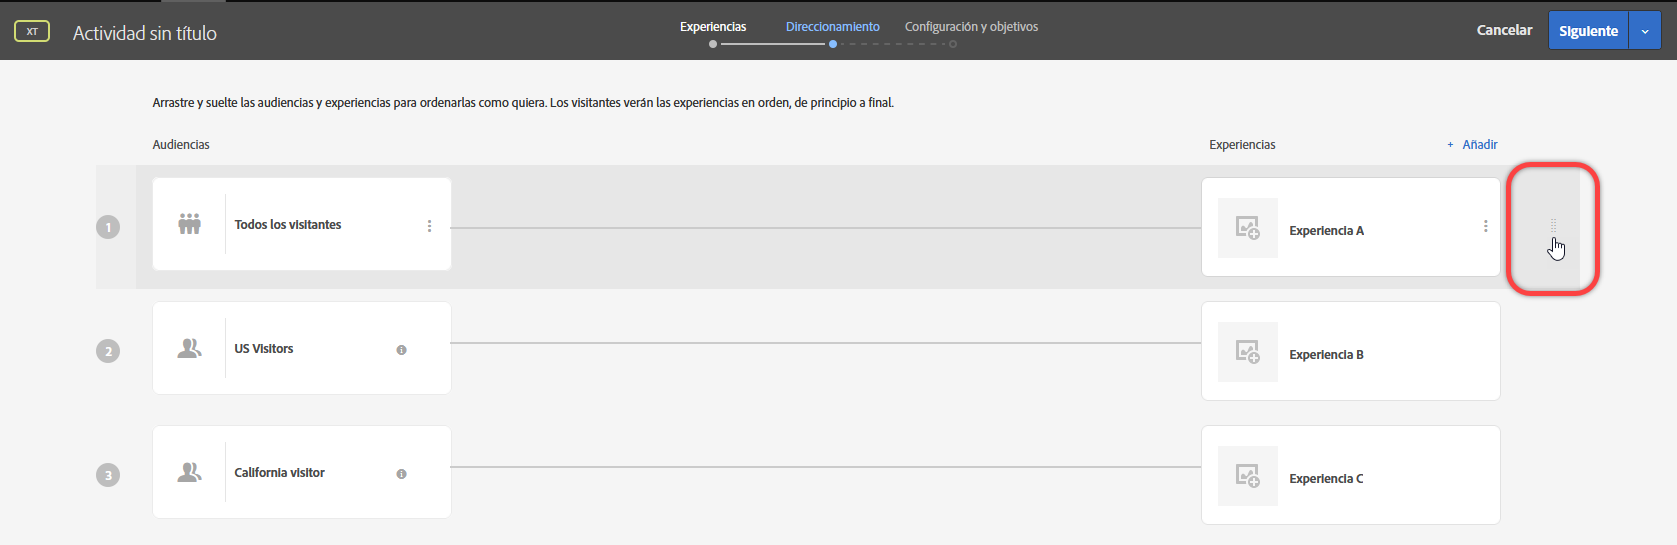 XT
Actividad sin título
Experiencias
Direccionamiento
Configuración y objetivos
Cancelar
Siguiente
Arrastre y suelte las audiencias y experiencias para ordenarlas como quiera. Los visitantes verán las experiencias en orden, de principio a final.
Audiencias
Experiencias
+ Añadir
1
Todos los visitantes
Experiencia A
2
US Visitors
Experiencia B
3
California visitor
Experiencia C